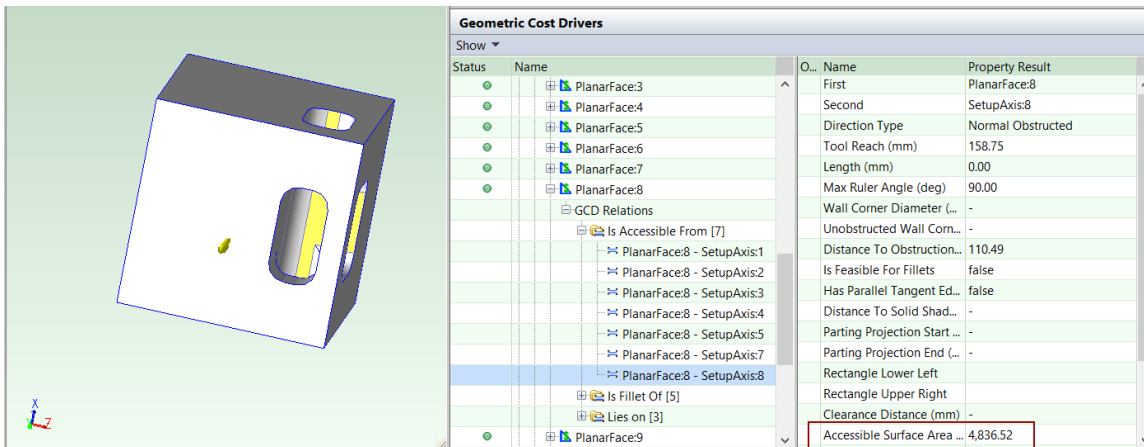 Geometric Cost Drivers
Show
Status Name
PlanarFace:3
PlanarFace:4
PlanarFace:5
PlanarFace:6
PlanarFace:7
PlanarFace:8
GCD Relations
Is Accessible From [7]
PlanarFace:8 - SetupAxis:1
PlanarFace:8 - SetupAxis:2
PlanarFace:8 - SetupAxis:3
PlanarFace:8 - SetupAxis:4
PlanarFace:8 - SetupAxis:5
PlanarFace:8 - SetupAxis:7
PlanarFace:8 - SetupAxis:8
Is Fillet Of [5]
Lies on [3]
PlanarFace:9
O... Name Property Result
First PlanarFace:8
Second SetupAxis:8
Direction Type Normal Obstructed
Tool Reach (mm) 158.75
Length (mm) 0.00
Max Ruler Angle (deg) 90.00
Wall Corner Diameter (... -
Unobstructed Wall Corn... -
Distance To Obstruction... 110.49
Is Feasible For Fillets false
Has Parallel Tangent Ed... false
Distance To Solid Shad... -
Parting Projection Start ... -
Parting Projection End (... -
Rectangle Lower Left
Rectangle Upper Right
Clearance Distance (mm) -
Accessible Surface Area ... 4,836.52
X
Z